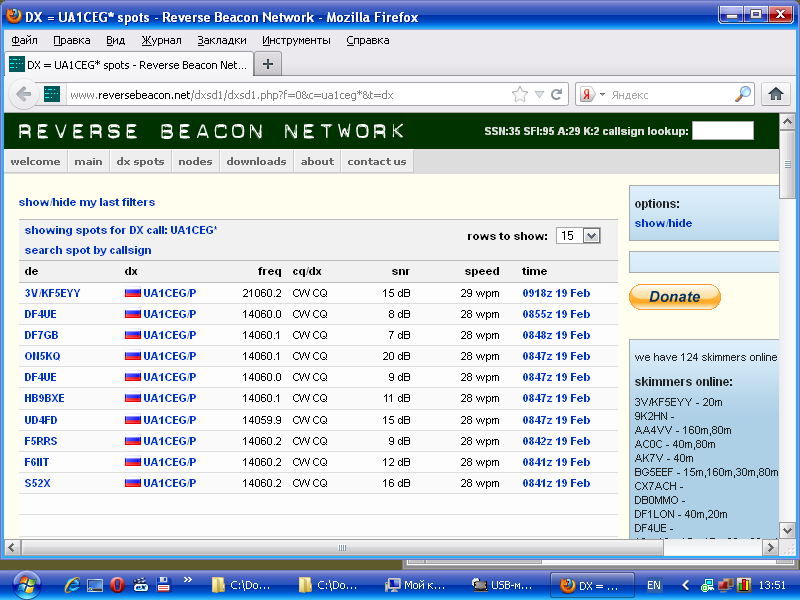 DX = UA1CEG* spots - Reverse Beacon Network - Mozilla Firefox
Файл Правка Вид Журнал Закладки Инструменты Справка
DX = UA1CEG* spots - Reverse Beacon Net...
www.reversebeacon.net/dxsd1/dxsd1.php?f=0&c=ua1ceg*&t=dx
Яндекс
REVERSE BEACON NETWORK
SSN:35 SFI:95 A:29 K:2 callsign lookup:
welcome main dx spots nodes downloads about contact us
show/hide my last filters
showing spots for DX call: UA1CEG*
search spot by callsign
rows to show: 15
de dx freq cq/dx snr speed time
3V/KF5EYY UA1CEG/P 21060.2 CW CQ 15 dB 29 wpm 0918z 19 Feb
DF4UE UA1CEG/P 14060.0 CW CQ 8 dB 28 wpm 0855z 19 Feb
DF7GB UA1CEG/P 14060.1 CW CQ 7 dB 28 wpm 0848z 19 Feb
ON5KQ UA1CEG/P 14060.1 CW CQ 20 dB 28 wpm 0847z 19 Feb
DF4UE UA1CEG/P 14060.0 CW CQ 9 dB 28 wpm 0847z 19 Feb
HB9BXE UA1CEG/P 14060.1 CW CQ 11 dB 28 wpm 0847z 19 Feb
UD4FD UA1CEG/P 14059.9 CW CQ 15 dB 28 wpm 0847z 19 Feb
F5RRS UA1CEG/P 14060.2 CW CQ 9 dB 28 wpm 0842z 19 Feb
F6IIT UA1CEG/P 14060.2 CW CQ 12 dB 28 wpm 0841z 19 Feb
S52X UA1CEG/P 14060.2 CW CQ 16 dB 28 wpm 0841z 19 Feb
options:
show/hide
Donate
we have 124 skimmers online
skimmers online:
3V/KF5EYY - 20m
9K2HN -
AA4VV - 160m,80m
AC0C - 40m,80m
AK7V - 40m
BG5EEF - 15m,160m,30m,80m
CX7ACH -
DB0MMO -
DF1LON - 40m,20m
DF4UE -
C:\Do... C:\Do... Мой к... USB-м... DX = ... EN 13:51